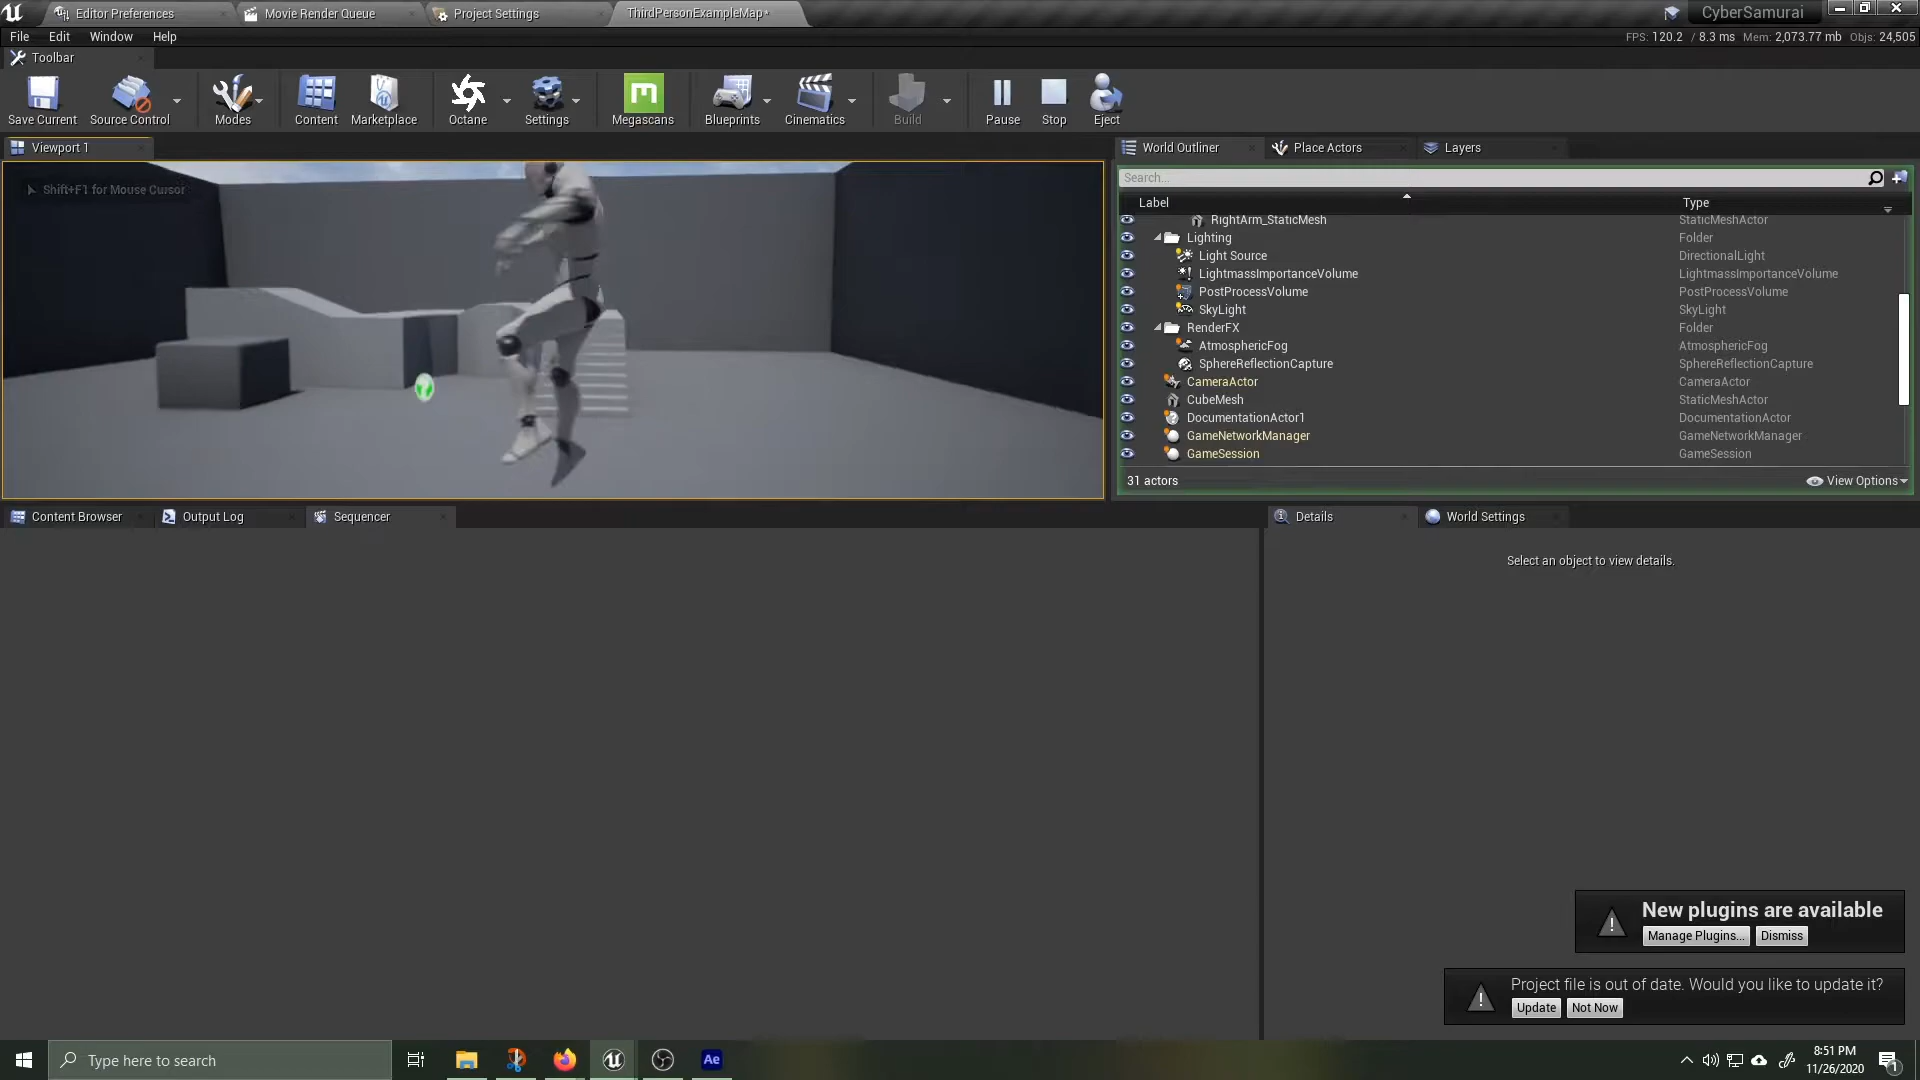 Editor Preferences
Movie Render Queue
Project Settings
ThirdPersonExampleMap*
CyberSamurai
File Edit Window Help
FPS: 120.2 / 8.3 ms Mem: 2,073.77 mb Objs: 24,505
Toolbar
Save Current
Source Control
Modes
Content
Marketplace
Octane
Settings
Megascans
Blueprints
Cinematics
Build
Pause
Stop
Eject
Viewport 1
World Outliner
Place Actors
Layers
Shift+F1 for Mouse Cursor
Search...
Label Type
RightArm_StaticMesh StaticMeshActor
Lighting Folder
Light Source DirectionalLight
LightmassImportanceVolume LightmassImportanceVolume
PostProcessVolume PostProcessVolume
SkyLight SkyLight
RenderFX Folder
AtmosphericFog AtmosphericFog
SphereReflectionCapture SphereReflectionCapture
CameraActor CameraActor
CubeMesh StaticMeshActor
DocumentationActor1 DocumentationActor
GameNetworkManager GameNetworkManager
GameSession GameSession
31 actors View Options
Content Browser
Output Log
Sequencer
Details
World Settings
Select an object to view details.
New plugins are available
Manage Plugins... Dismiss
Project file is out of date. Would you like to update it?
Update Not Now
Type here to search
Ae
8:51 PM
11/26/2020
1